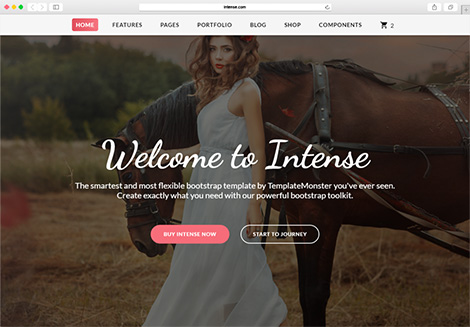 intense.com
HOME FEATURES PAGES PORTFOLIO BLOG SHOP COMPONENTS 2
Welcome to Intense
The smartest and most flexible bootstrap template by TemplateMonster you've ever seen.
Create exactly what you need with our powerful bootstrap toolkit.
BUY INTENSE NOW START TO JOURNEY